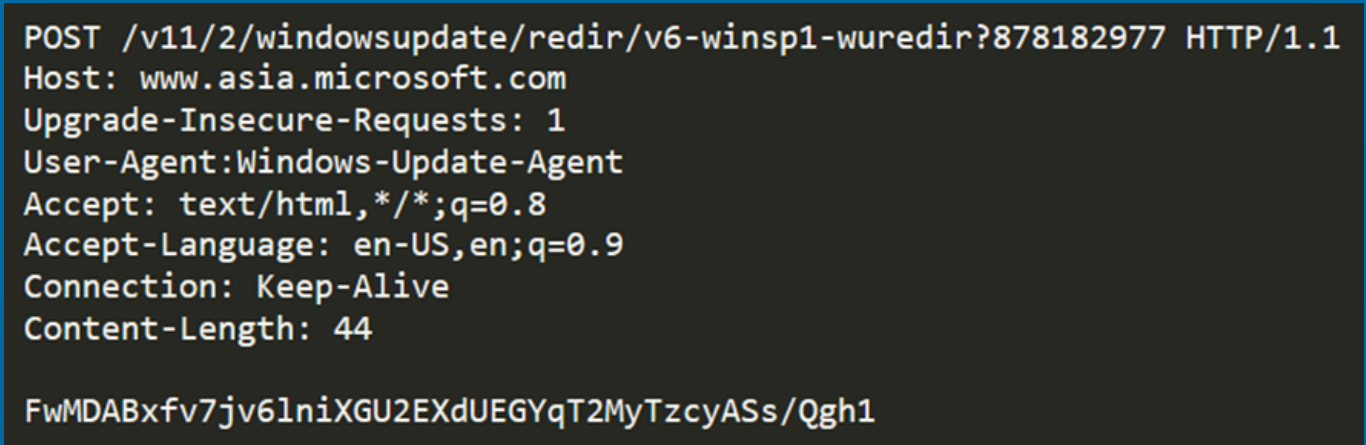 POST /v11/2/windowsupdate/redir/v6-winsp1-wuredir?878182977 HTTP/1.1
Host: www.asia.microsoft.com
Upgrade-Insecure-Requests: 1
User-Agent:Windows-Update-Agent
Accept: text/html,*/*;q=0.8
Accept-Language: en-US,en;q=0.9
Connection: Keep-Alive
Content-Length: 44
FwMDABxfv7jv6lniXGU2EXdUEGYqT2MyTzcyASs/Qgh1